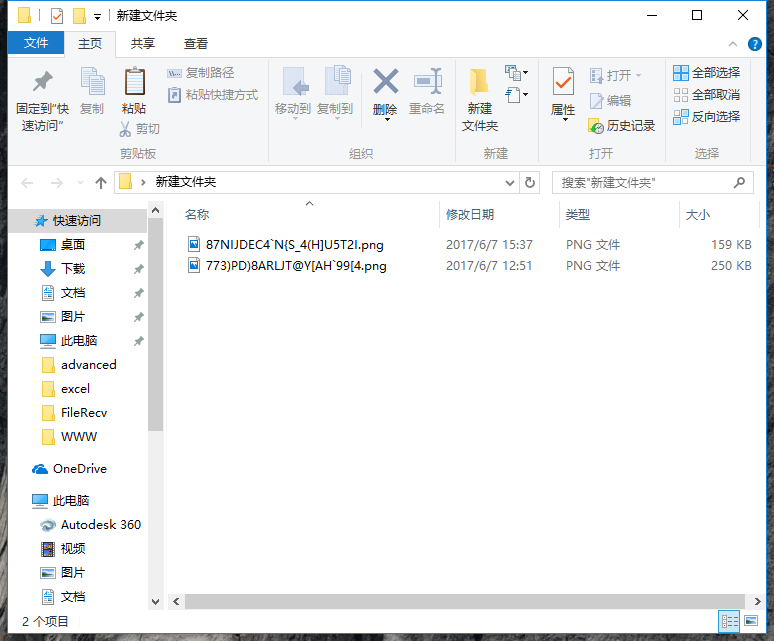 新建文件夹
文件 主页 共享 查看
固定到"快速访问"
复制
粘贴
复制路径
粘贴快捷方式
剪切
剪贴板
移动到
复制到
删除
重命名
组织
新建
文件夹
新建
属性
打开
编辑
历史记录
打开
全部选择
全部取消
反向选择
选择
新建文件夹
搜索"新建文件夹"
快速访问
桌面
下载
文档
图片
此电脑
advanced
excel
FileRecv
WWW
OneDrive
此电脑
Autodesk 360
视频
图片
文档
名称 修改日期 类型 大小
87NIJDEC4`N{S_4(H]U5T2I.png 2017/6/7 15:37 PNG 文件 159 KB
773)PD)8ARLJT@Y[AH`99[4.png 2017/6/7 12:51 PNG 文件 250 KB
2 个项目